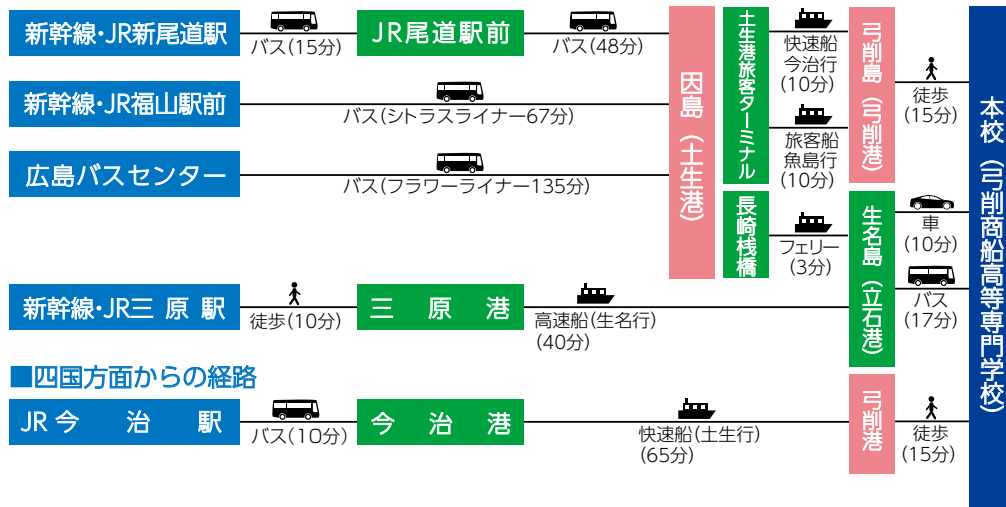 新幹線・JR新尾道駅
バス(15分)
JR尾道駅前
バス(48分)
新幹線・JR福山駅前
バス(シトラスライナー67分)
広島バスセンター
バス(フラワーライナー135分)
因島(土生港)
土生港旅客ターミナル
快速船
今治行
(10分)
旅客船
魚島行
(10分)
弓削島(弓削港)
徒歩
(15分)
長崎桟橋
フェリー
(3分)
新幹線・JR三原駅
徒歩(10分)
三原港
高速船(生名行)
(40分)
生名島(立石港)
車
(10分)
バス
(17分)
■四国方面からの経路
JR今治駅
バス(10分)
今治港
快速船(土生行)
(65分)
弓削港
徒歩
(15分)
本校(弓削商船高等専門学校)